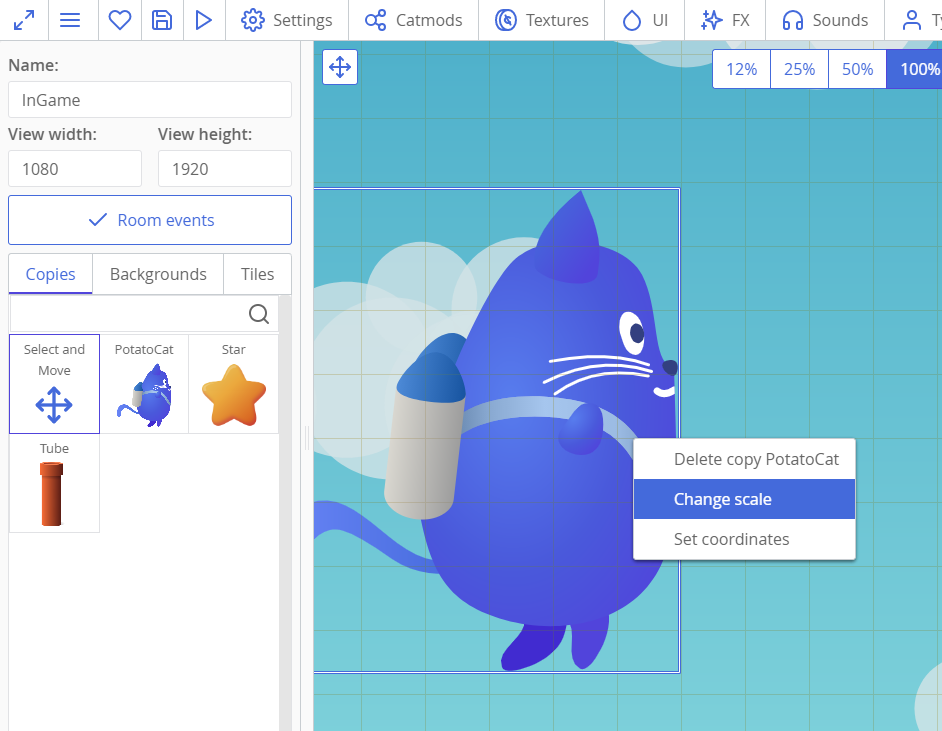 Settings
Catmods
Textures
UI
FX
Sounds
Name:
InGame
View width:
View height:
1080
1920
Room events
Copies
Backgrounds
Tiles
Select and
Move
PotatoCat
Star
Tube
12%
25%
50%
100%
Delete copy PotatoCat
Change scale
Set coordinates